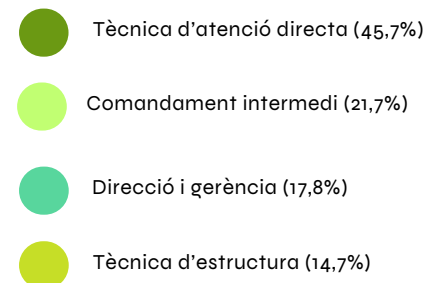 Tècnica d’atenció directa (45,7%)
Comandament intermedi (21,7%)
Direcció i gerència (17,8%)
Tècnica d’estructura (14,7%)